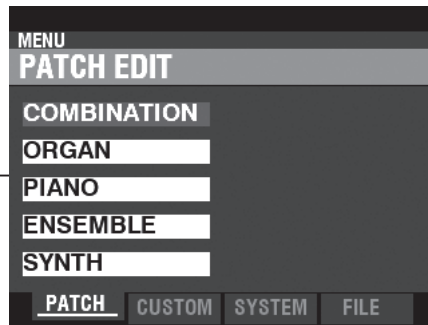 MENU
PATCH EDIT
COMBINATION
ORGAN
PIANO
ENSEMBLE
SYNTH
PATCH CUSTOM SYSTEM FILE